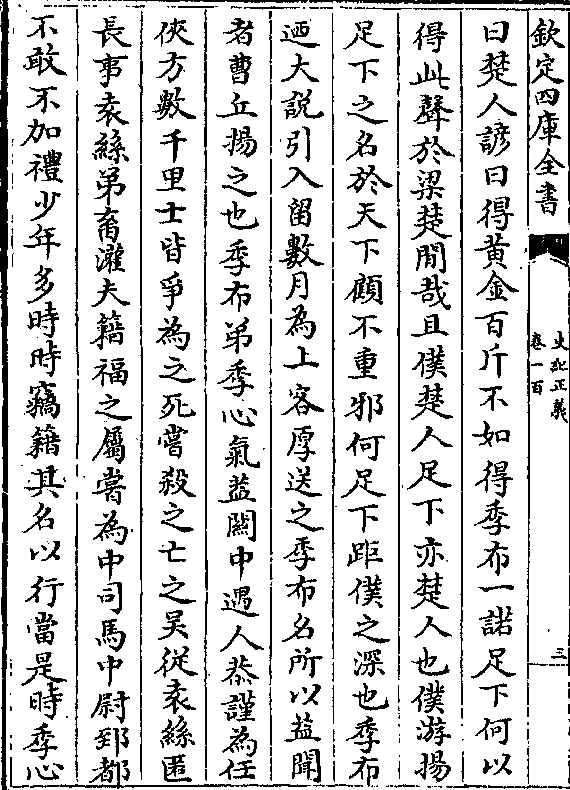 欽定四庫全書
史記正義
卷一百
三
曰楚人諺曰得黃金百斤不如得季布一諾足下何以
得此聲於梁楚間哉且僕楚人足下亦楚人也僕游揚
足下之名於天下顧不重邪何足下距僕之深也季布
迺大説引入留數月為上客厚送之季布名所以益聞
者曹丘揚之也季布弟季心氣葢闗中遇人恭謹為任
俠方數千里士皆爭為之死嘗殺之亡之吳從袁絲匿
長事袁絲弟畜灌夫籍福之屬嘗為中司馬中尉郅都
不敢不加禮少年多時時竊籍其名以行當是時季心